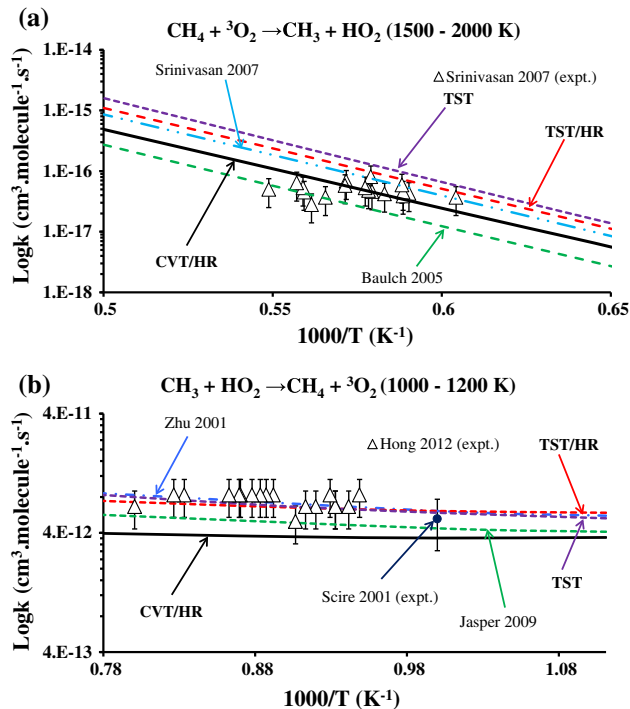 (a)
CH₄ + ³O₂ →CH₃ + HO₂ (1500 - 2000 K)
Logk (cm³.molecule⁻¹.s⁻¹)
1.E-14
1.E-15
1.E-16
1.E-17
1.E-18
Srinivasan 2007
△Srinivasan 2007 (expt.)
TST
TST/HR
CVT/HR
Baulch 2005
0.5
0.55
0.6
0.65
1000/T (K⁻¹)
(b)
CH₃ + HO₂ →CH₄ + ³O₂ (1000 - 1200 K)
Logk (cm³.molecule⁻¹.s⁻¹)
4.E-11
4.E-12
4.E-13
Zhu 2001
△Hong 2012 (expt.)
TST/HR
CVT/HR
Scire 2001 (expt.)
TST
Jasper 2009
0.78
0.88
0.98
1.08
1000/T (K⁻¹)